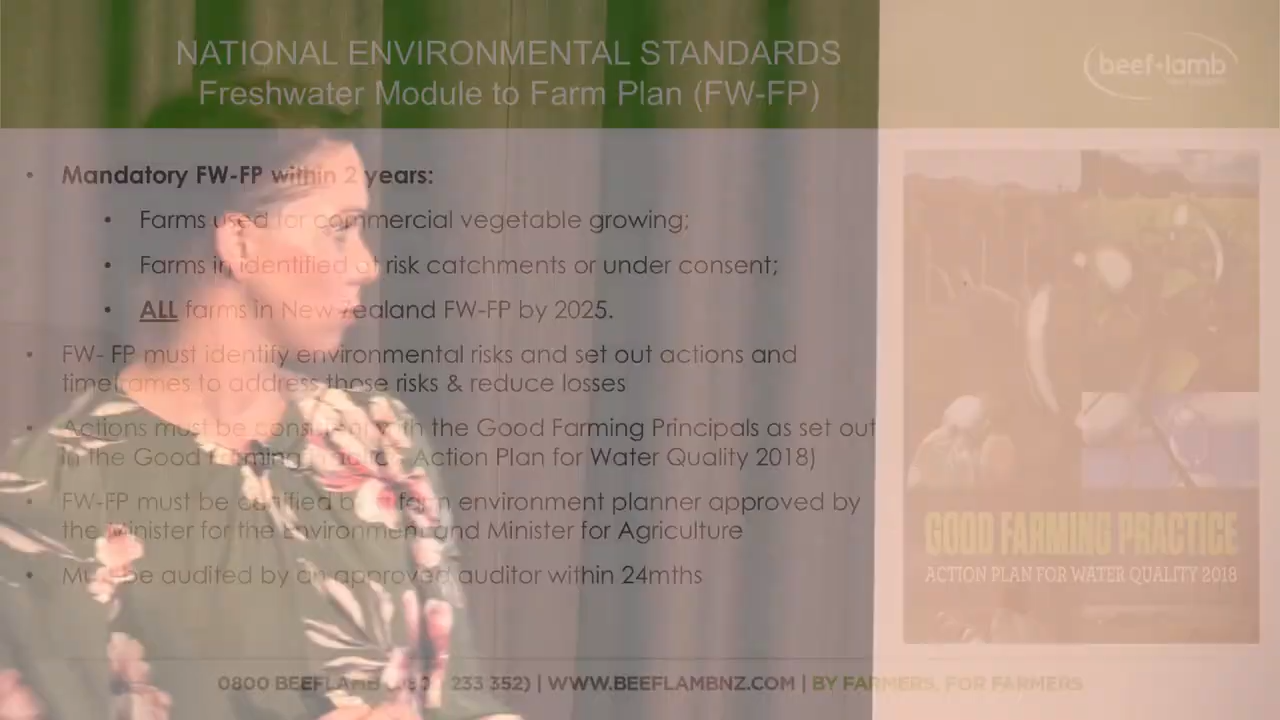 NATIONAL ENVIRONMENTAL STANDARDS
Freshwater Module to Farm Plan (FW-FP)
beef+lamb
• Mandatory FW-FP within 2 years:
• Farms used for commercial vegetable growing;
• Farms in identified at risk catchments or under consent;
• ALL farms in New Zealand FW-FP by 2025.
• FW- FP must identify environmental risks and set out actions and
timeframes to address those risks & reduce losses
• Actions must be consistent with the Good Farming Principals as set out
in the Good Farming Action Plan for Water Quality 2018)
• FW-FP must be certified by a farm environment planner approved by
the Minister for the Environment and Minister for Agriculture
• Must be audited by an approved auditor within 24mths
GOOD FARMING PRACTICE
ACTION PLAN FOR WATER QUALITY 2018
0800 BEEFLAMB 233 352) | WWW.BEEFLAMBNZ.COM | BY FARMERS. FOR FARMERS